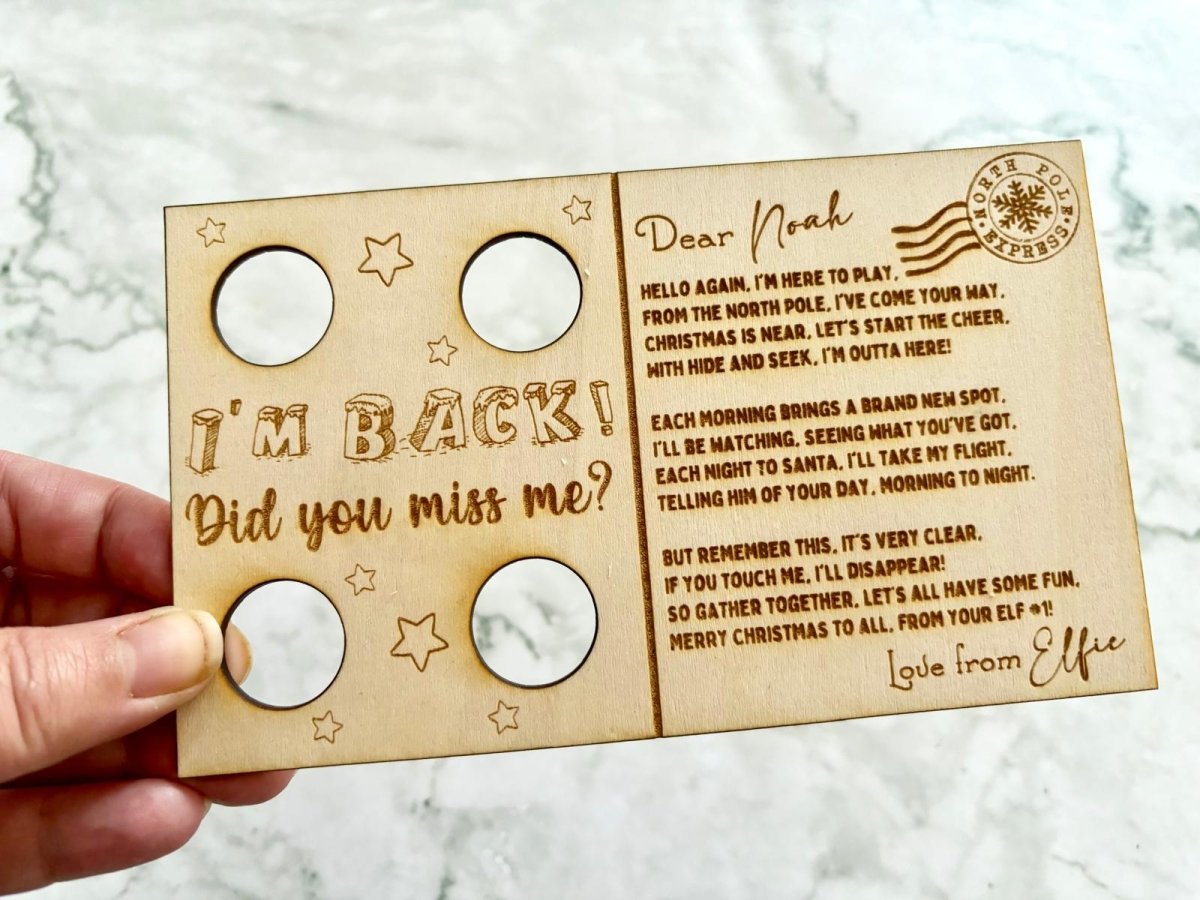 I'M BACK!
Did you miss me?
Dear Noah
NORTH POLE
EXPRESS
HELLO AGAIN, I'M HERE TO PLAY,
FROM THE NORTH POLE, I'VE COME YOUR WAY,
CHRISTMAS IS NEAR, LET'S START THE CHEER,
WITH HIDE AND SEEK, I'M OUTTA HERE!
EACH MORNING BRINGS A BRAND NEW SPOT,
I'LL BE WATCHING, SEEING WHAT YOU'VE GOT,
EACH NIGHT TO SANTA, I'LL TAKE MY FLIGHT,
TELLING HIM OF YOUR DAY, MORNING TO NIGHT.
BUT REMEMBER THIS, IT'S VERY CLEAR,
IF YOU TOUCH ME, I'LL DISAPPEAR!
SO GATHER TOGETHER, LET'S ALL HAVE SOME FUN,
MERRY CHRISTMAS TO ALL, FROM YOUR ELF #1!
Love from Elfie